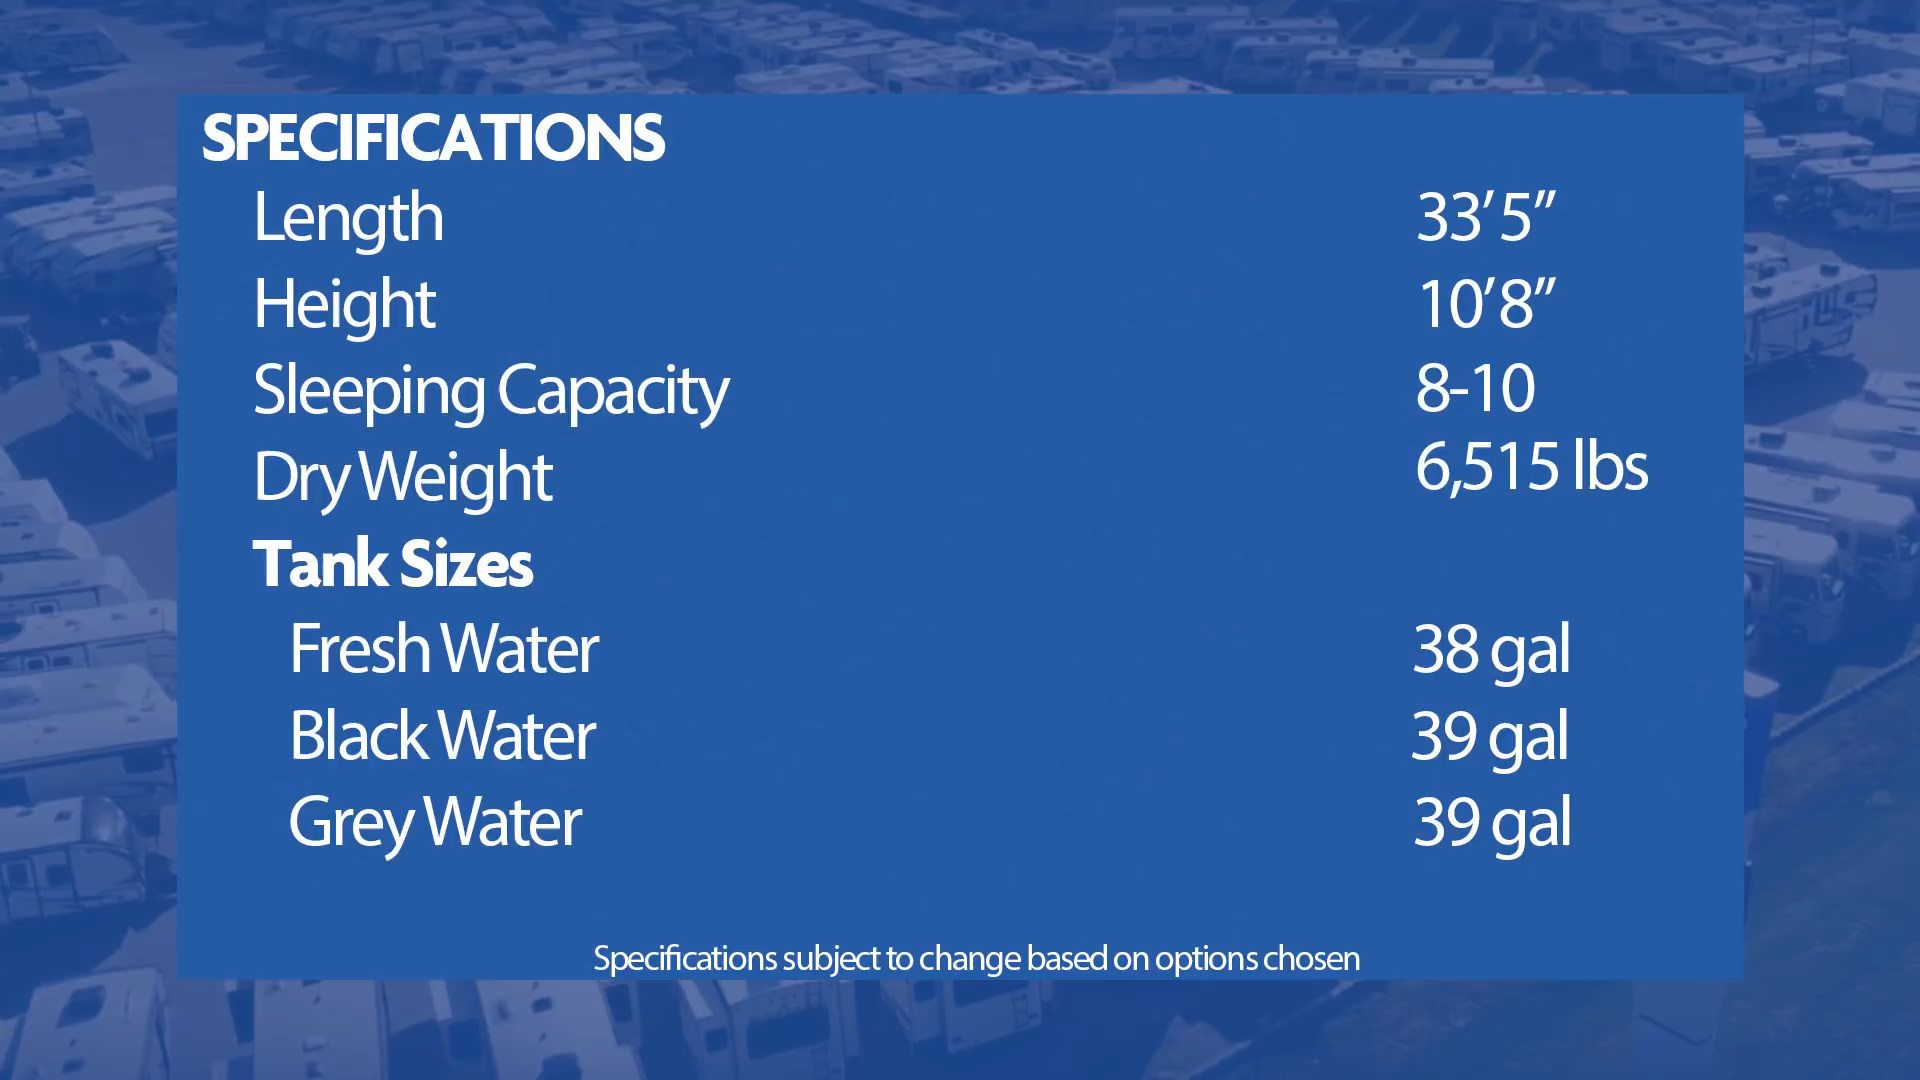 SPECIFICATIONS
Length 33’5”
Height 10’8”
Sleeping Capacity 8-10
Dry Weight 6,515 lbs
Tank Sizes
Fresh Water 38 gal
Black Water 39 gal
Grey Water 39 gal
Specifications subject to change based on options chosen